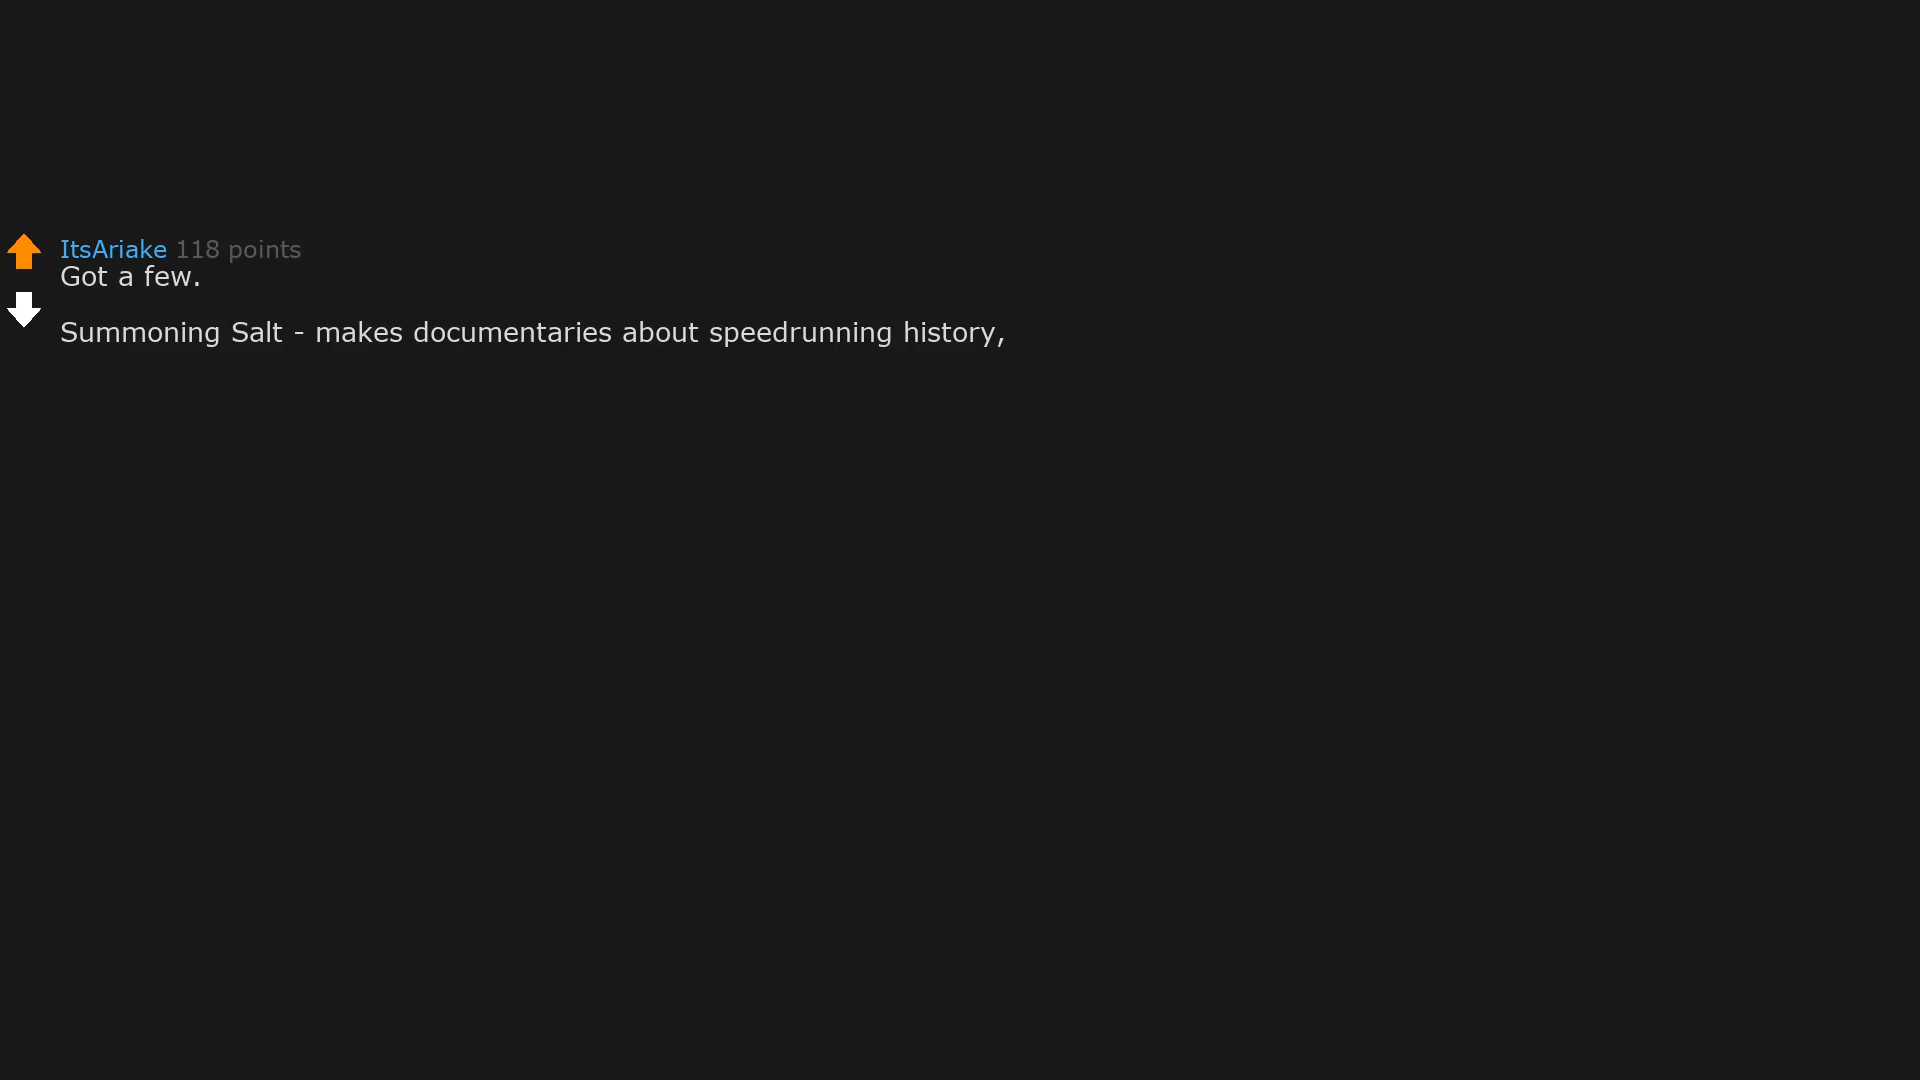 ItsAriake 118 points
Got a few.
Summoning Salt - makes documentaries about speedrunning history,